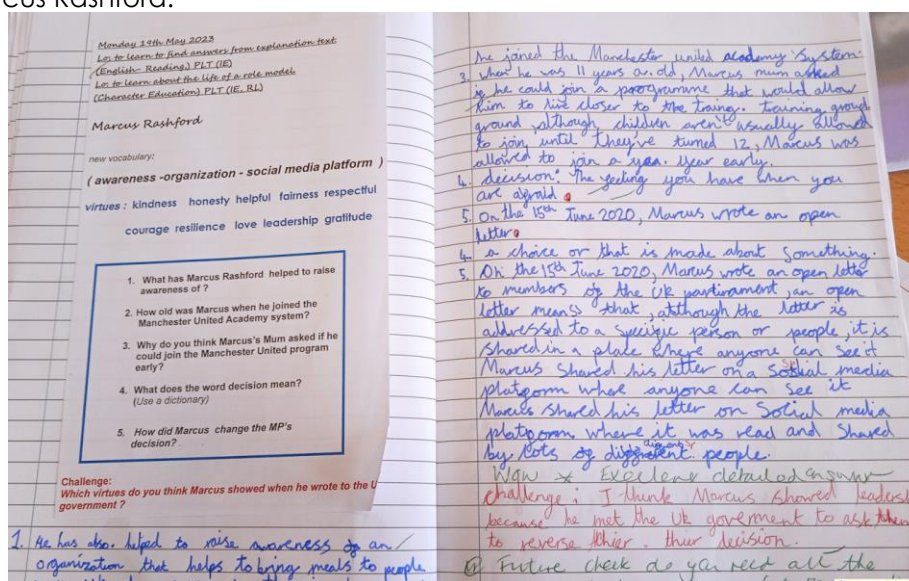 cus Rashford.
Monday 19th May 2023
Lo: to learn to find answers from explanation text.
(English- Reading) PLT (IE)
Lo: to learn about the life of a role model.
(Character Education) PLT (IE, RL)
Marcus Rashford
new vocabulary:
( awareness -organization - social media platform )
virtues : kindness honesty helpful fairness respectful
courage resilience love leadership gratitude
1. What has Marcus Rashford helped to raise
awareness of ?
2. How old was Marcus when he joined the
Manchester United Academy system?
3. Why do you think Marcus's Mum asked if he
could join the Manchester United program
early?
4. What does the word decision mean?
(Use a dictionary)
5. How did Marcus change the MP's
decision? .
Challenge:
Which virtues do you think Marcus showed when he wrote to the U
government ?
1. He has also. helped to raise awareness of an
organization that helps to bring meals to people
he joined the Manchester united academy System.
3. when he was 11 years old, Marcus mum asked
is he could join a programme that would allow
him to live closer to the training
ground although children aren't usually allowed
to join until they've turned 12, Marcus was
allowed to join a year early.
4. decision: The feeling you have when you
are afraid
5. On the 15th June 2020, Marcus wrote an open
letter
4. a choice or that is made about something.
5. On the 15th June 2020, Marcus wrote an open letter
to members of the UK , an open
letter means that, although the letter is
addressed to a specific person or people, it is
shared in a place where anyone can see it
Marcus Shared his letter on a social media
platform anyone can see it
Marcus Shared his letter on Social media
platform where it was read and Shared
by lots of different people.
Wow Excellent detailed answer
challenge: I think Marcus Showed leaders
because he met the Uk goverment to ask them
to reverse thier decision.
Future check do you need all the